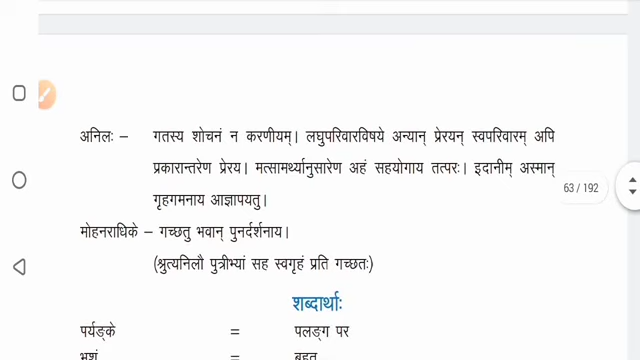 अनिलः – गतस्य शोचनं न करणीयम्। लघुपरिवारविषये अन्यान् प्रेरयन् स्वपरिवारम् अपि
प्रकारान्तरेण प्रेरय। मत्सामर्थ्यानुसारेण अहं सहयोगाय तत्परः। इदानीम् अस्मान्
गृहगमनाय आज्ञापयतु।
63 / 192
मोहनराधिके – गच्छतु भवान् पुनर्दर्शनाय।
(श्रुत्यनिलौ पुत्रीभ्यां सह स्वगृहं प्रति गच्छतः)
शब्दार्थाः
पर्यङ्के = पलङ्ग पर
भृशं = बहुत